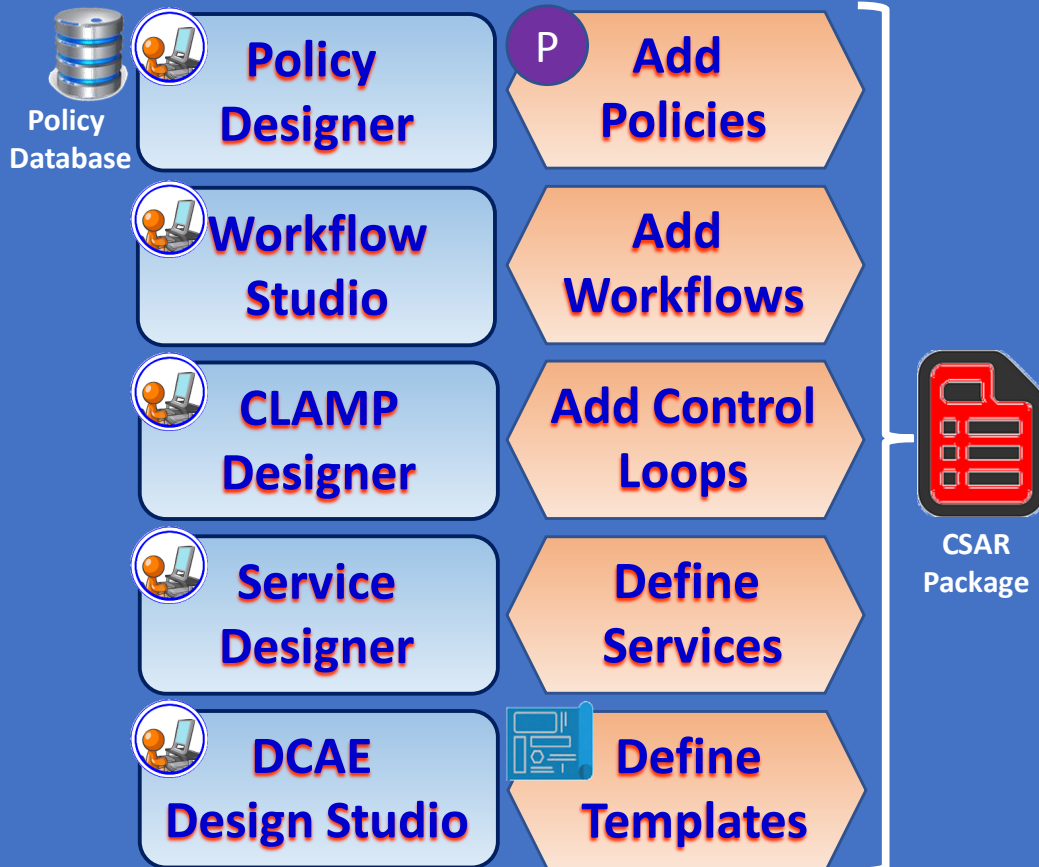 Policy
Database
Policy
Designer
P
Add
Policies
Workflow
Studio
Add
Workflows
CLAMP
Designer
Add Control
Loops
Service
Designer
Define
Services
DCAE
Design Studio
Define
Templates
CSAR
Package